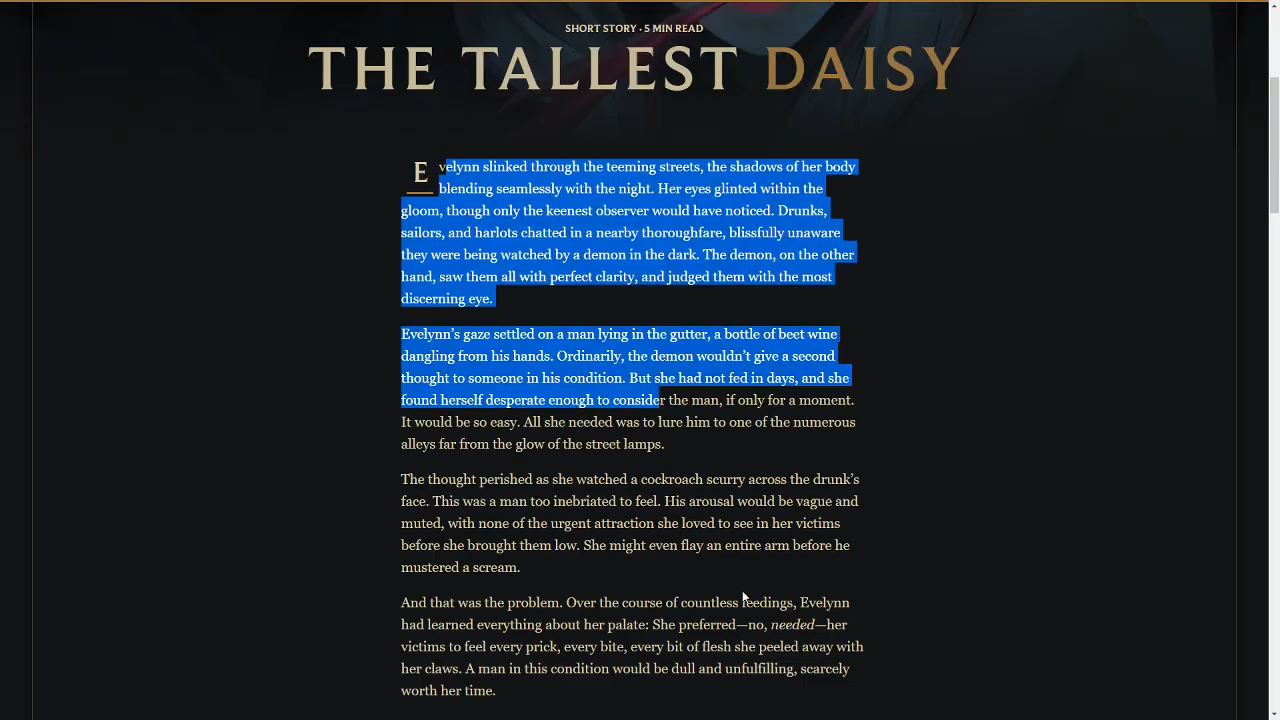 SHORT STORY • 5 MIN READ
THE TALLEST DAISY
Evelynn slinked through the teeming streets, the shadows of her body
blending seamlessly with the night. Her eyes glinted within the
gloom, though only the keenest observer would have noticed. Drunks,
sailors, and harlots chatted in a nearby thoroughfare, blissfully unaware
they were being watched by a demon in the dark. The demon, on the other
hand, saw them all with perfect clarity, and judged them with the most
discerning eye.
Evelynn’s gaze settled on a man lying in the gutter, a bottle of beet wine
dangling from his hands. Ordinarily, the demon wouldn’t give a second
thought to someone in his condition. But she had not fed in days, and she
found herself desperate enough to consider the man, if only for a moment.
It would be so easy. All she needed was to lure him to one of the numerous
alleys far from the glow of the street lamps.
The thought perished as she watched a cockroach scurry across the drunk’s
face. This was a man too inebriated to feel. His arousal would be vague and
muted, with none of the urgent attraction she loved to see in her victims
before she brought them low. She might even flay an entire arm before he
mustered a scream.
And that was the problem. Over the course of countless feedings, Evelynn
had learned everything about her palate: She preferred—no, needed—her
victims to feel every prick, every bite, every bit of flesh she peeled away with
her claws. A man in this condition would be dull and unfulfilling, scarcely
worth her time.